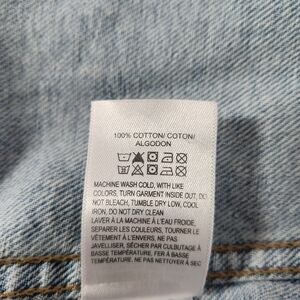 100% COTTON/ COTON/
ALGODON
MACHINE WASH COLD, WITH LIKE
COLORS, TURN GARMENT INSIDE OUT, DO
NOT BLEACH, TUMBLE DRY LOW, COOL
IRON, DO NOT DRY CLEAN
LAVER À LA MACHINE À L'EAU FROIDE
SEPARER LES COULEURS, TOURNER LE
VÊTEMENT À L'ENVERS, NE PAS
JAVELLISER, SÉCHER PAR CULBUTAGE À
BASSE TEMPÉRATURE, FER À BASSE
TEMPÉRATURE, NE PAS NETTOYER À SEC